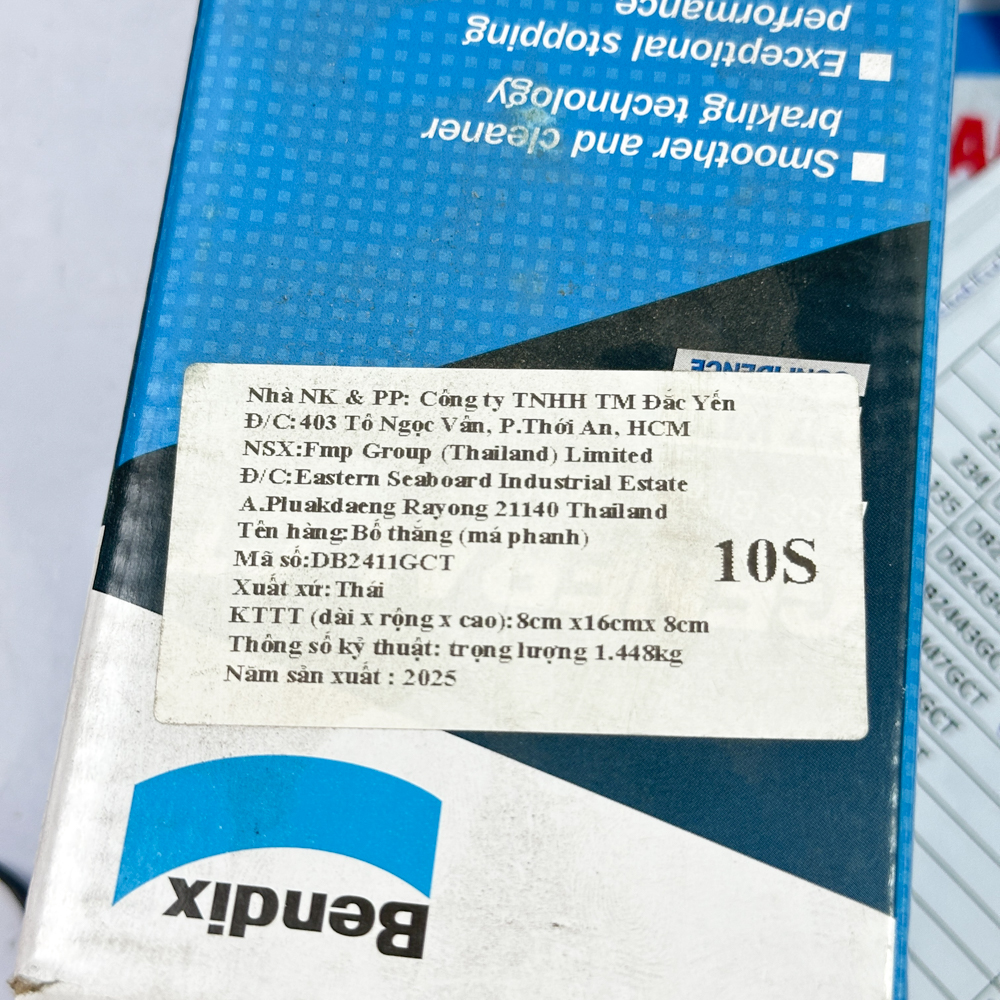 performance
■ Exceptional stopping
braking technology
■ Smoother and cleaner
CONFIDENCE
Nhà NK & PP: Công ty TNHH TM Đắc Yến
Đ/C:403 Tô Ngọc Vân, P.Thới An, HCM
NSX:Fmp Group (Thailand) Limited
Đ/C:Eastern Seaboard Industrial Estate
A.Pluakdaeng Rayong 21140 Thailand
Tên hàng:Bố thắng (má phanh)
Mã số:DB2411GCT
10S
Xuất xứ: Thái
KTTT (dài x rộng x cao): 8cm x16cmx 8cm
Thông số kỹ thuật: trọng lượng 1.448kg
Năm sản xuất : 2025
Bendix
234
235